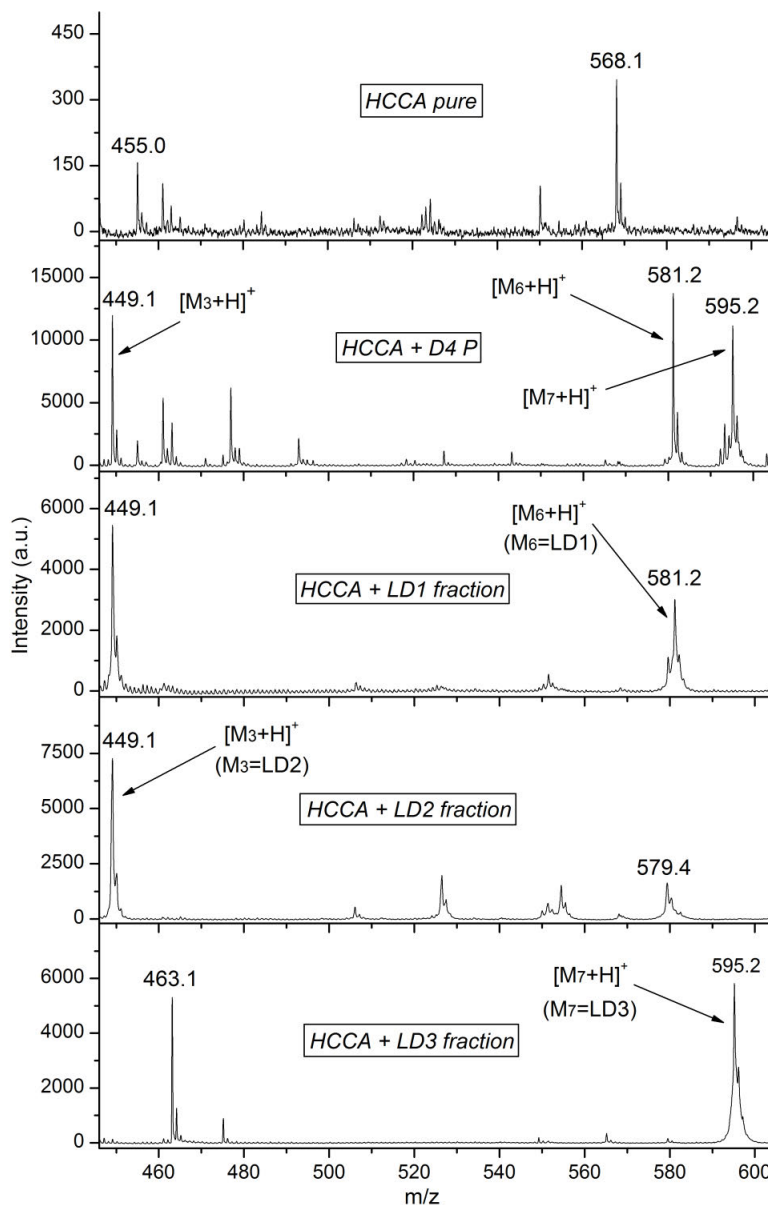 450
300
150
0
455.0
HCCA pure
568.1
15000
10000
5000
0
449.1
[M3+H]+
HCCA + D4 P
[M6+H]+
581.2
595.2
[M7+H]+
6000
4000
2000
0
449.1
HCCA + LD1 fraction
[M6+H]+
(M6=LD1)
581.2
7500
5000
2500
0
449.1
[M3+H]+
(M3=LD2)
HCCA + LD2 fraction
579.4
6000
4000
2000
0
463.1
HCCA + LD3 fraction
[M7+H]+
(M7=LD3)
595.2
Intensity (a.u.)
460 480 500 520 540 560 580 600
m/z